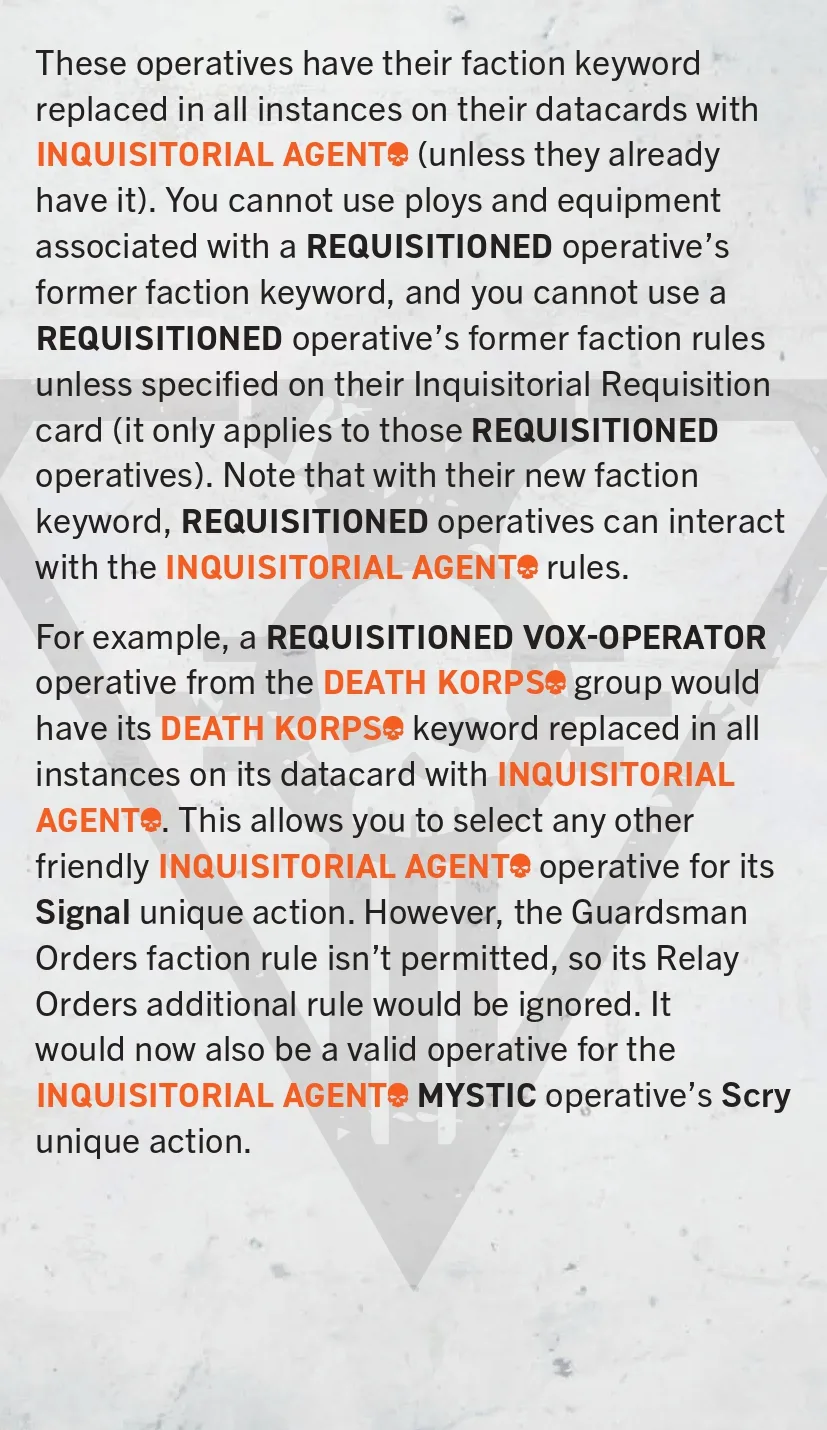 These operatives have their faction keyword
replaced in all instances on their datacards with
INQUISITORIAL AGENT💀 (unless they already
have it). You cannot use ploys and equipment
associated with a REQUISITIONED operative’s
former faction keyword, and you cannot use a
REQUISITIONED operative’s former faction rules
unless specified on their Inquisitorial Requisition
card (it only applies to those REQUISITIONED
operatives). Note that with their new faction
keyword, REQUISITIONED operatives can interact
with the INQUISITORIAL AGENT💀 rules.
For example, a REQUISITIONED VOX-OPERATOR
operative from the DEATH KORPS💀 group would
have its DEATH KORPS💀 keyword replaced in all
instances on its datacard with INQUISITORIAL
AGENT💀. This allows you to select any other
friendly INQUISITORIAL AGENT💀 operative for its
Signal unique action. However, the Guardsman
Orders faction rule isn’t permitted, so its Relay
Orders additional rule would be ignored. It
would now also be a valid operative for the
INQUISITORIAL AGENT💀 MYSTIC operative’s Scry
unique action.